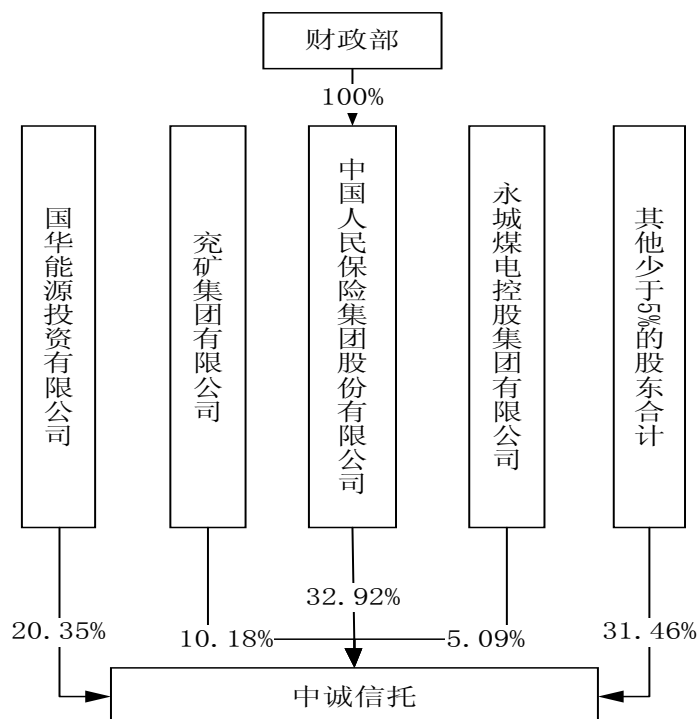 财政部
100%
国华能源投资有限公司
兖矿集团有限公司
中国人民保险集团股份有限公司
永城煤电控股集团有限公司
其他少于5%的股东合计
20.35%
10.18%
32.92%
5.09%
31.46%
中诚信托